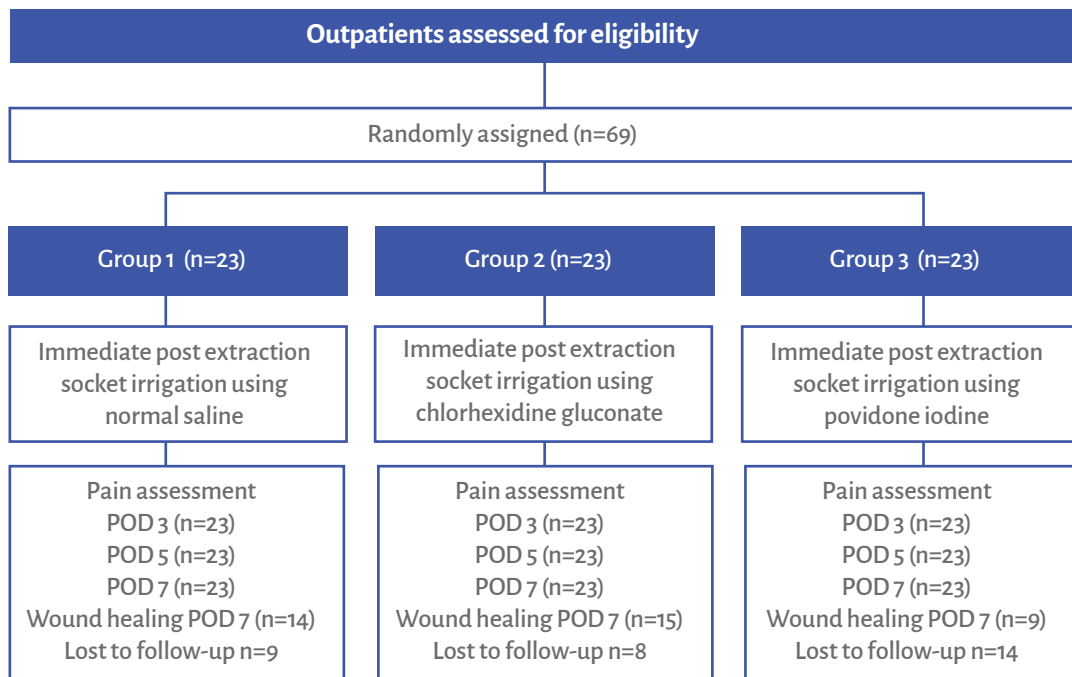 Outpatients assessed for eligibility
Randomly assigned (n=69)
Group 1 (n=23)
Immediate post extraction
socket irrigation using
normal saline
Pain assessment
POD 3 (n=23)
POD 5 (n=23)
POD 7 (n=23)
Wound healing POD 7 (n=14)
Lost to follow-up n=9
Group 2 (n=23)
Immediate post extraction
socket irrigation using
chlorhexidine gluconate
Pain assessment
POD 3 (n=23)
POD 5 (n=23)
POD 7 (n=23)
Wound healing POD 7 (n=15)
Lost to follow-up n=8
Group 3 (n=23)
Immediate post extraction
socket irrigation using
povidone iodine
Pain assessment
POD 3 (n=23)
POD 5 (n=23)
POD 7 (n=23)
Wound healing POD 7 (n=9)
Lost to follow-up n=14